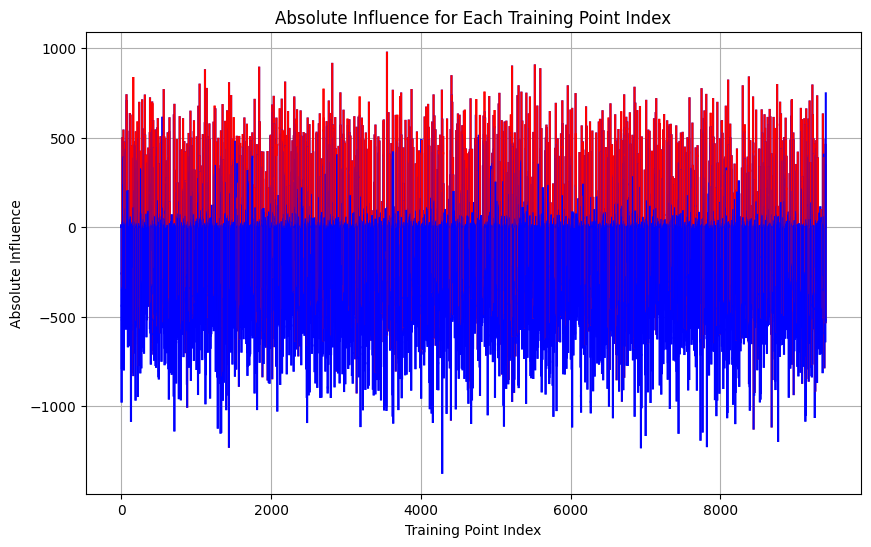 Absolute Influence for Each Training Point Index
1000
500
0
−500
−1000
Absolute Influence
0 2000 4000 6000 8000
Training Point Index